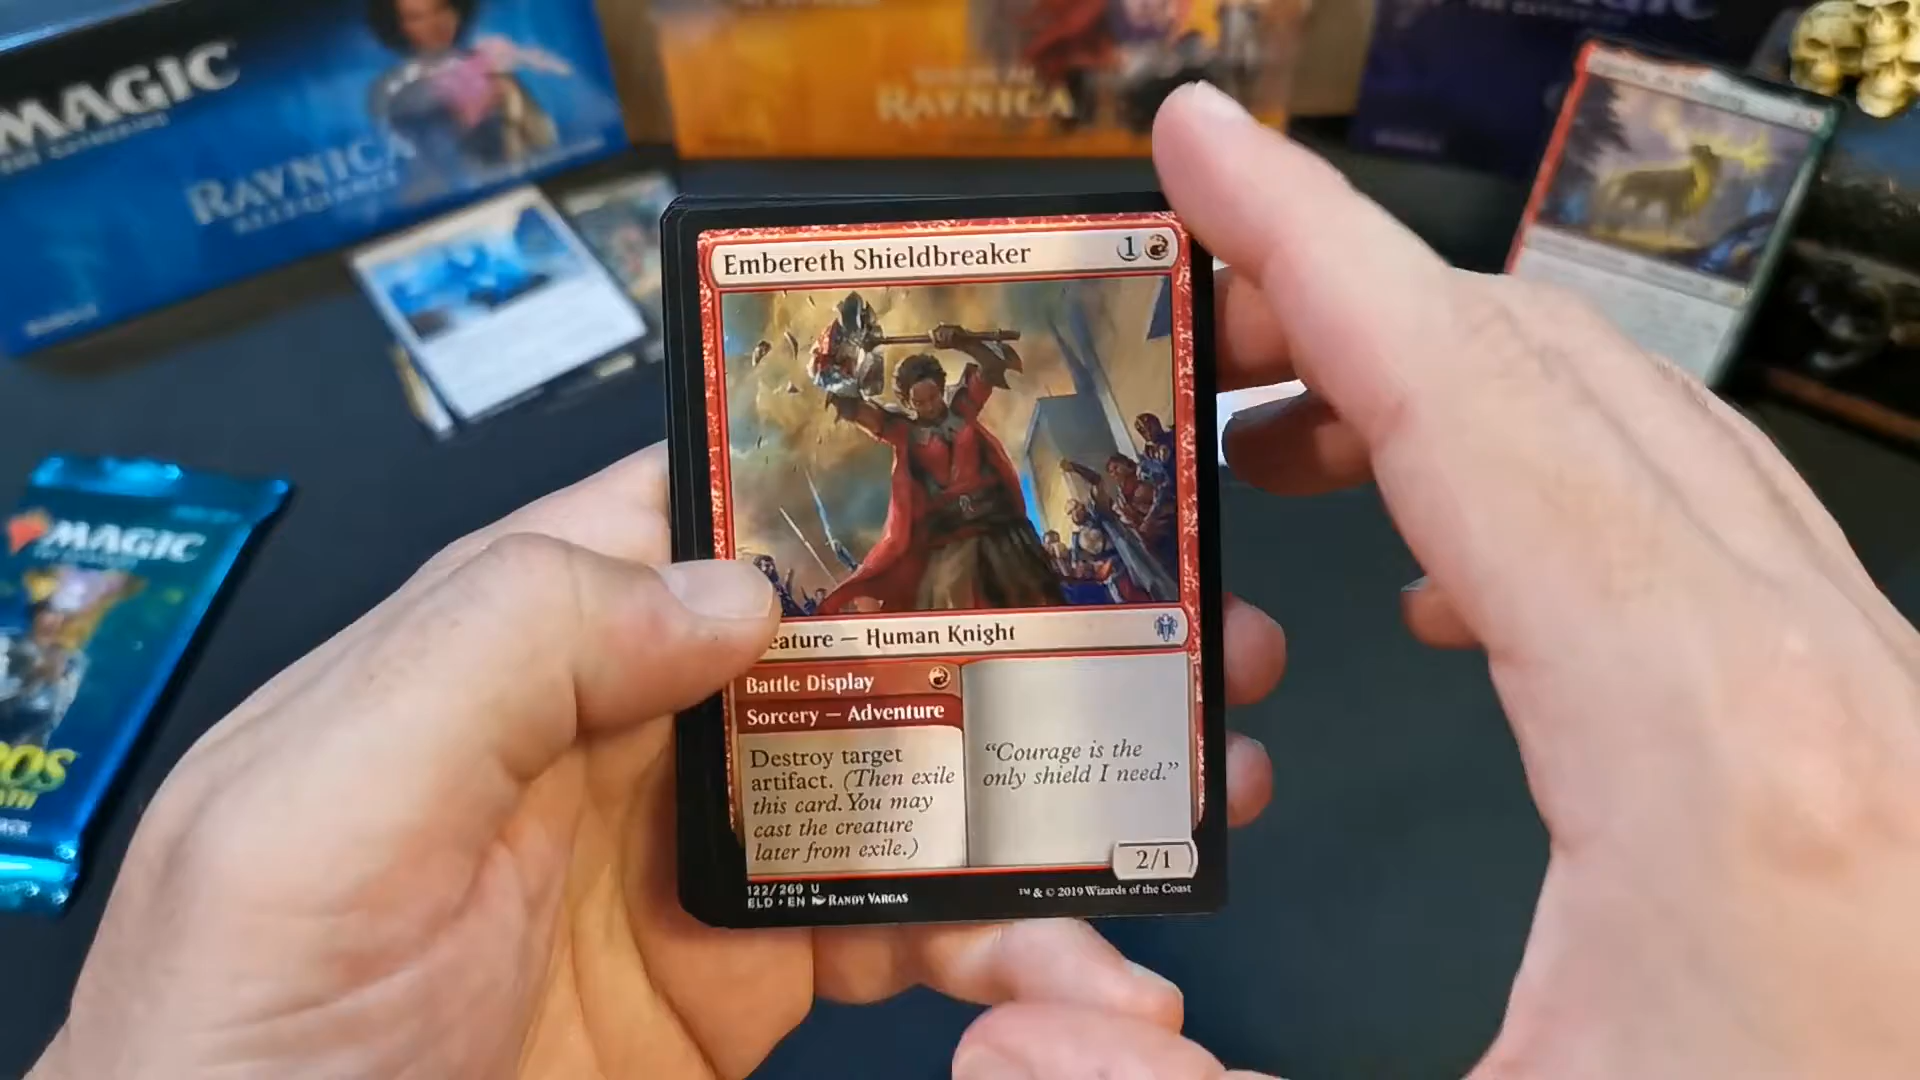 MAGIC
RAVNICA
ALLEGIANCE
RAVNICA
MAGIC
Embereth Shieldbreaker 1
eature — Human Knight
Battle Display
Sorcery — Adventure
Destroy target
artifact. (Then exile
this card. You may
cast the creature
later from exile.)
“Courage is the
only shield I need.”
2/1
122/269 U
ELD • EN RANDY VARGAS
™ & © 2019 Wizards of the Coast